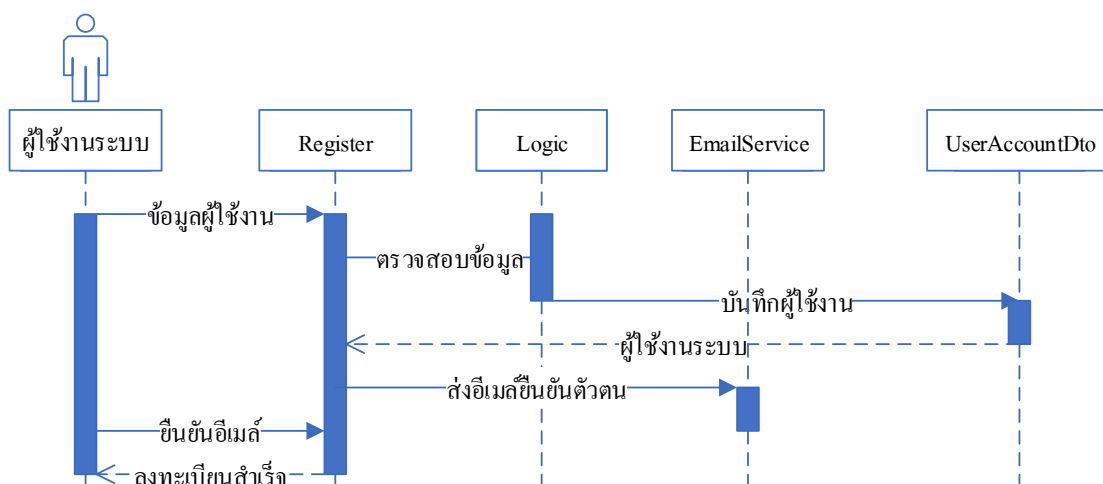 ผู้ใช้งานระบบ
Register
Logic
EmailService
UserAccountDto
ข้อมูลผู้ใช้งาน
ตรวจสอบข้อมูล
บันทึกผู้ใช้งาน
ผู้ใช้งานระบบ
ส่งอีเมล์ยืนยันตัวตน
ยืนยันอีเมล์
ลงทะเบียนสำเร็จ